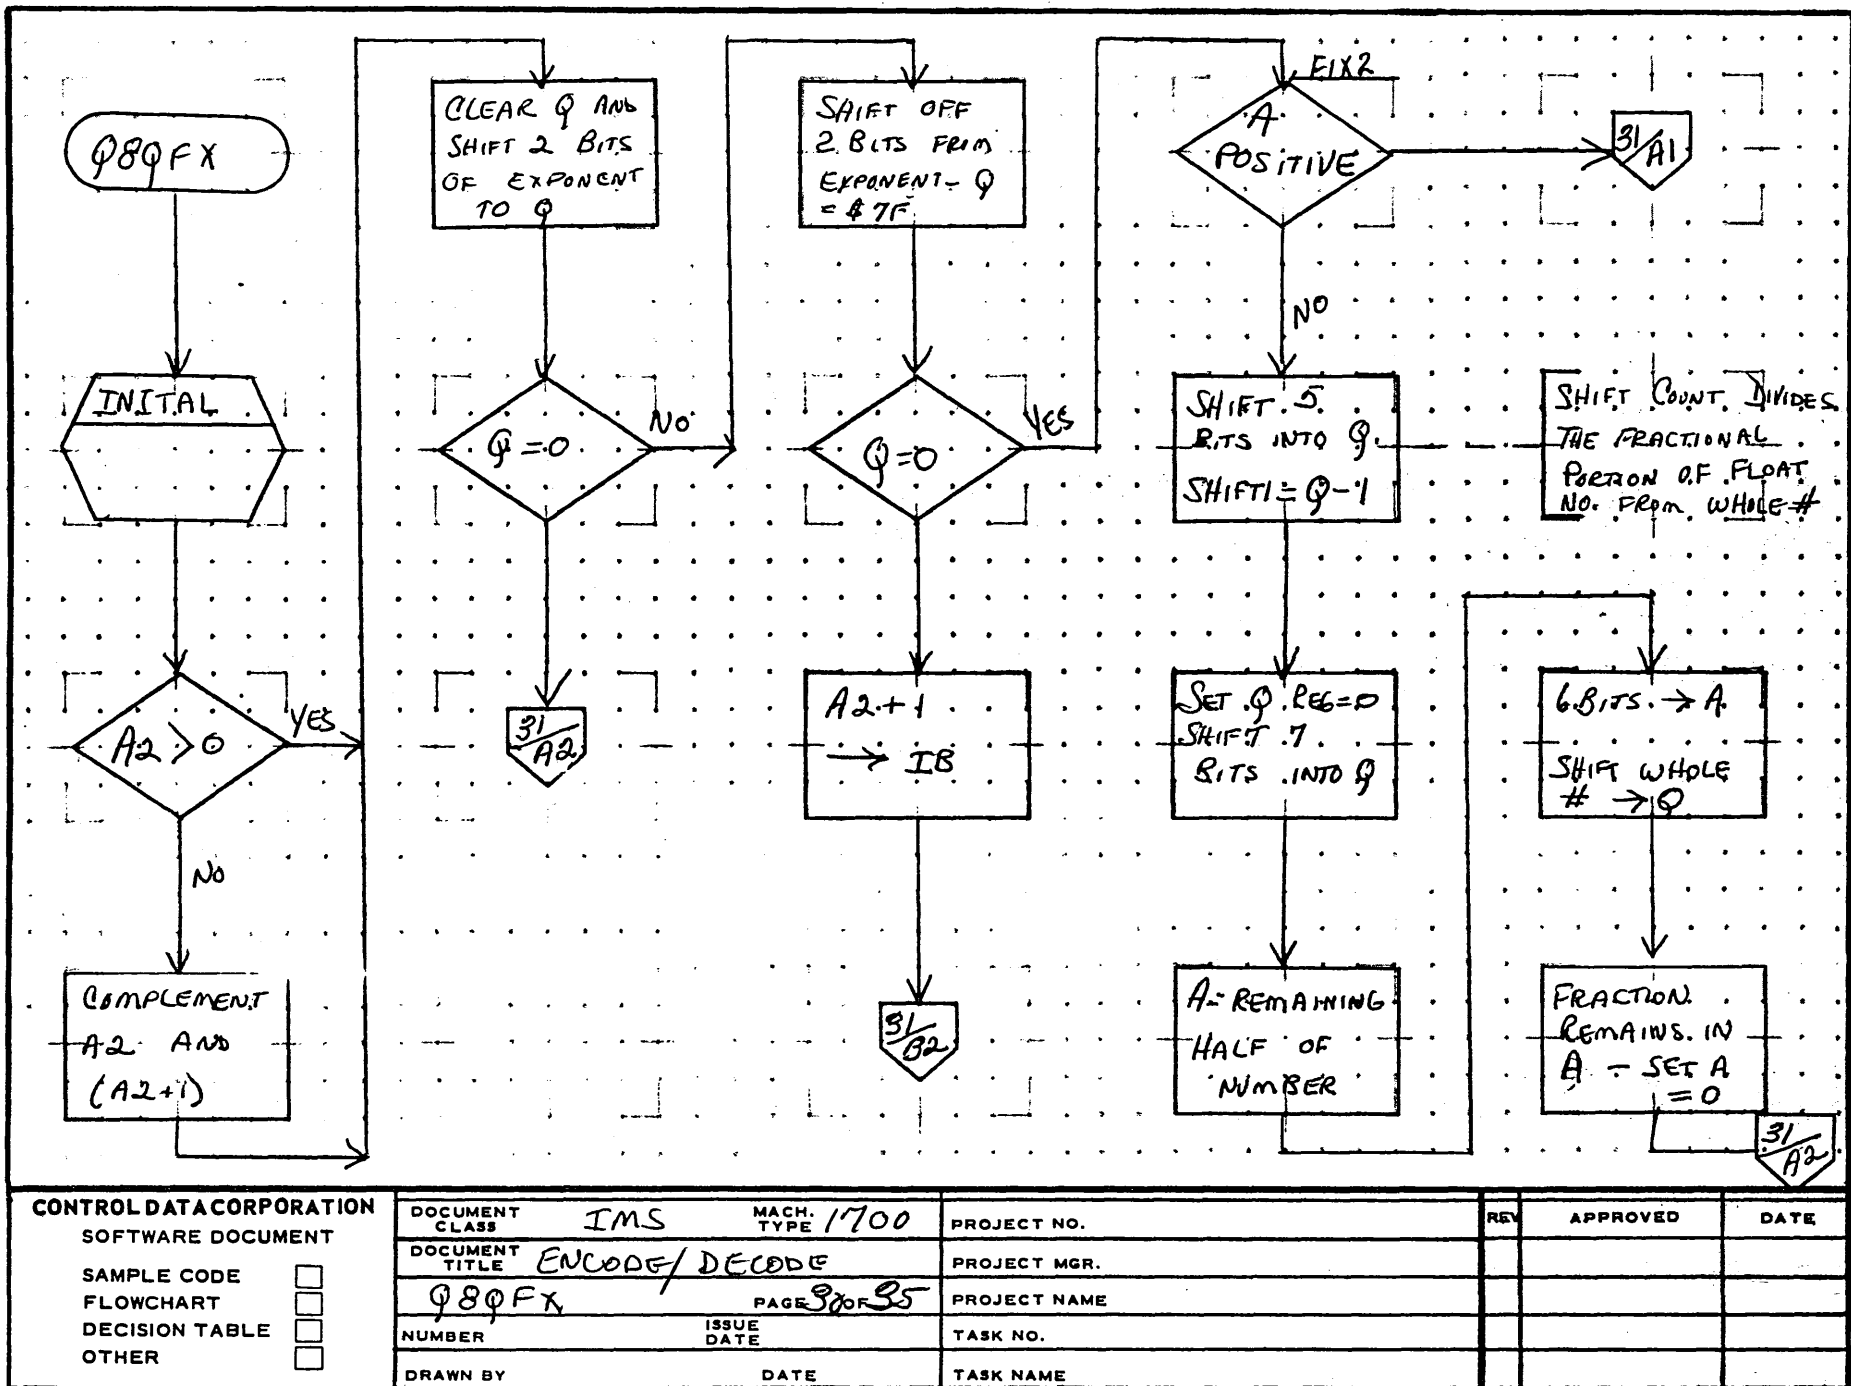 Q8QFX
INITAL
A2 > 0
YES
NO
COMPLEMENT
A2 AND
(A2+1)
CLEAR Q AND
SHIFT 2 BITS
OF EXPONENT
TO Q
Q=0
NO
31/A2
SHIFT OFF
2 BITS FROM
EXPONENT - Q
= $7F
Q=0
YES
A2+1
→ IB
31/B2
FIX2
A
POSITIVE
31/A1
NO
SHIFT 5
BITS INTO Q
SHIFT1=Q-1
SHIFT COUNT DIVIDES
THE FRACTIONAL
PORTION OF FLOAT
NO. FROM WHOLE #
SET Q REG=0
SHIFT 7
BITS INTO Q
A- REMAINING
HALF OF
NUMBER
6 BITS → A
SHIFT WHOLE
# → Q
FRACTION
REMAINS IN
A - SET A
= 0
31/A2
CONTROL DATA CORPORATION
SOFTWARE DOCUMENT
SAMPLE CODE
FLOWCHART
DECISION TABLE
OTHER
DOCUMENT CLASS IMS MACH. TYPE 1700
DOCUMENT TITLE ENCODE/DECODE
Q8QFX PAGE 30 OF 35
NUMBER ISSUE DATE
DRAWN BY DATE
PROJECT NO.
PROJECT MGR.
PROJECT NAME
TASK NO.
TASK NAME
REV APPROVED DATE